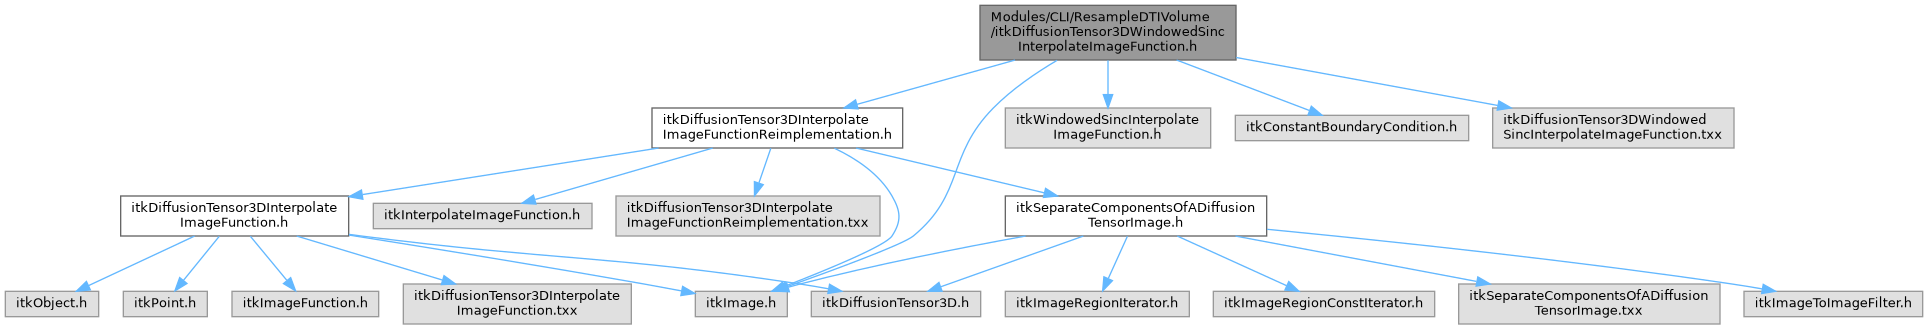 Modules/CLI/ResampleDTIVolume
/itkDiffusionTensor3DWindowedSinc
InterpolateImageFunction.h
itkDiffusionTensor3DInterpolate
ImageFunctionReimplementation.h
itkWindowedSincInterpolate
ImageFunction.h
itkConstantBoundaryCondition.h
itkDiffusionTensor3DWindowed
SincInterpolateImageFunction.txx
itkDiffusionTensor3DInterpolate
ImageFunction.h
itkInterpolateImageFunction.h
itkDiffusionTensor3DInterpolate
ImageFunctionReimplementation.txx
itkSeparateComponentsOfADiffusion
TensorImage.h
itkObject.h
itkPoint.h
itkImageFunction.h
itkDiffusionTensor3DInterpolate
ImageFunction.txx
itkImage.h
itkDiffusionTensor3D.h
itkImageRegionIterator.h
itkImageRegionConstIterator.h
itkSeparateComponentsOfADiffusion
TensorImage.txx
itkImageToImageFilter.h